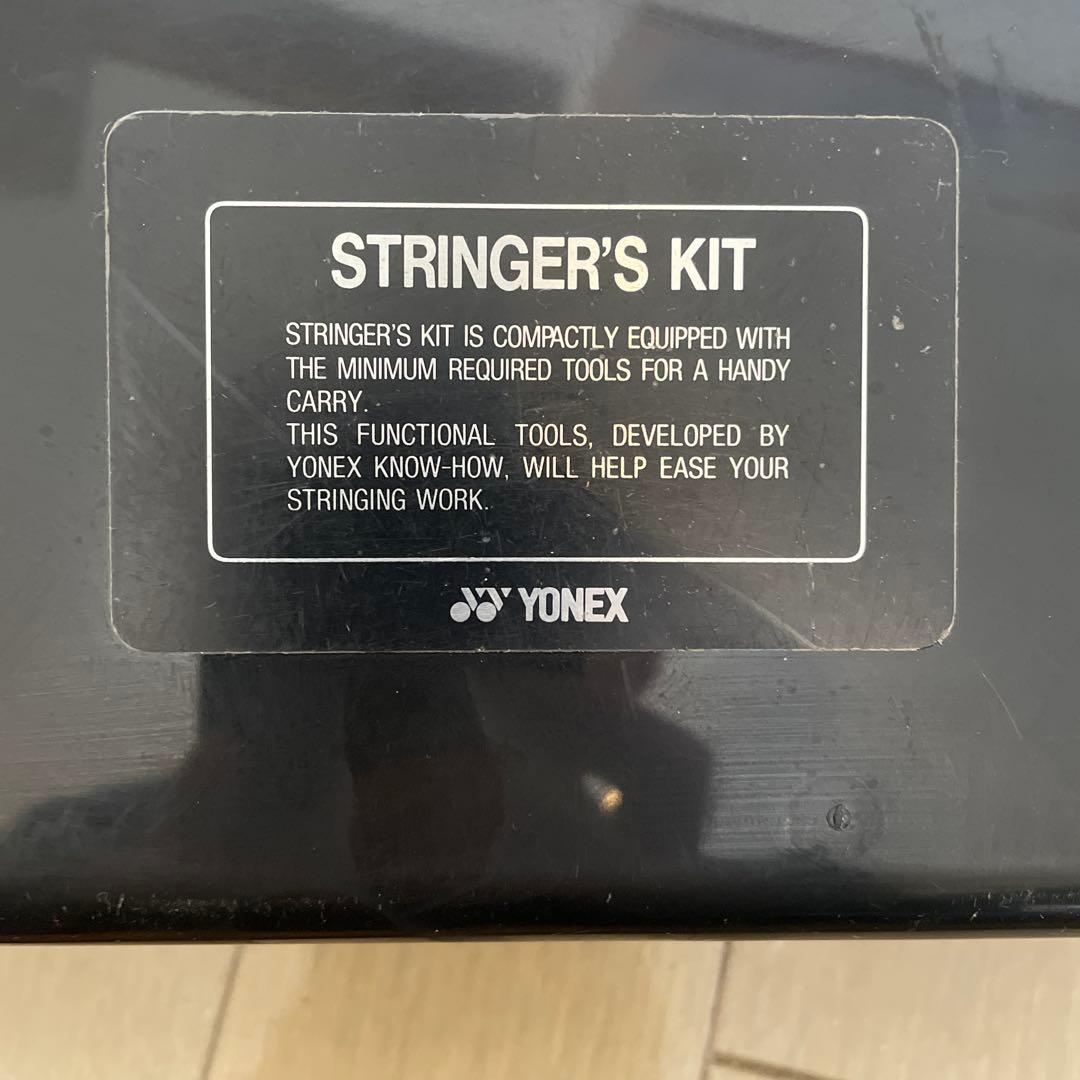 STRINGER'S KIT
STRINGER'S KIT IS COMPACTLY EQUIPPED WITH
THE MINIMUM REQUIRED TOOLS FOR A HANDY
CARRY.
THIS FUNCTIONAL TOOLS, DEVELOPED BY
YONEX KNOW-HOW, WILL HELP EASE YOUR
STRINGING WORK.
YONEX